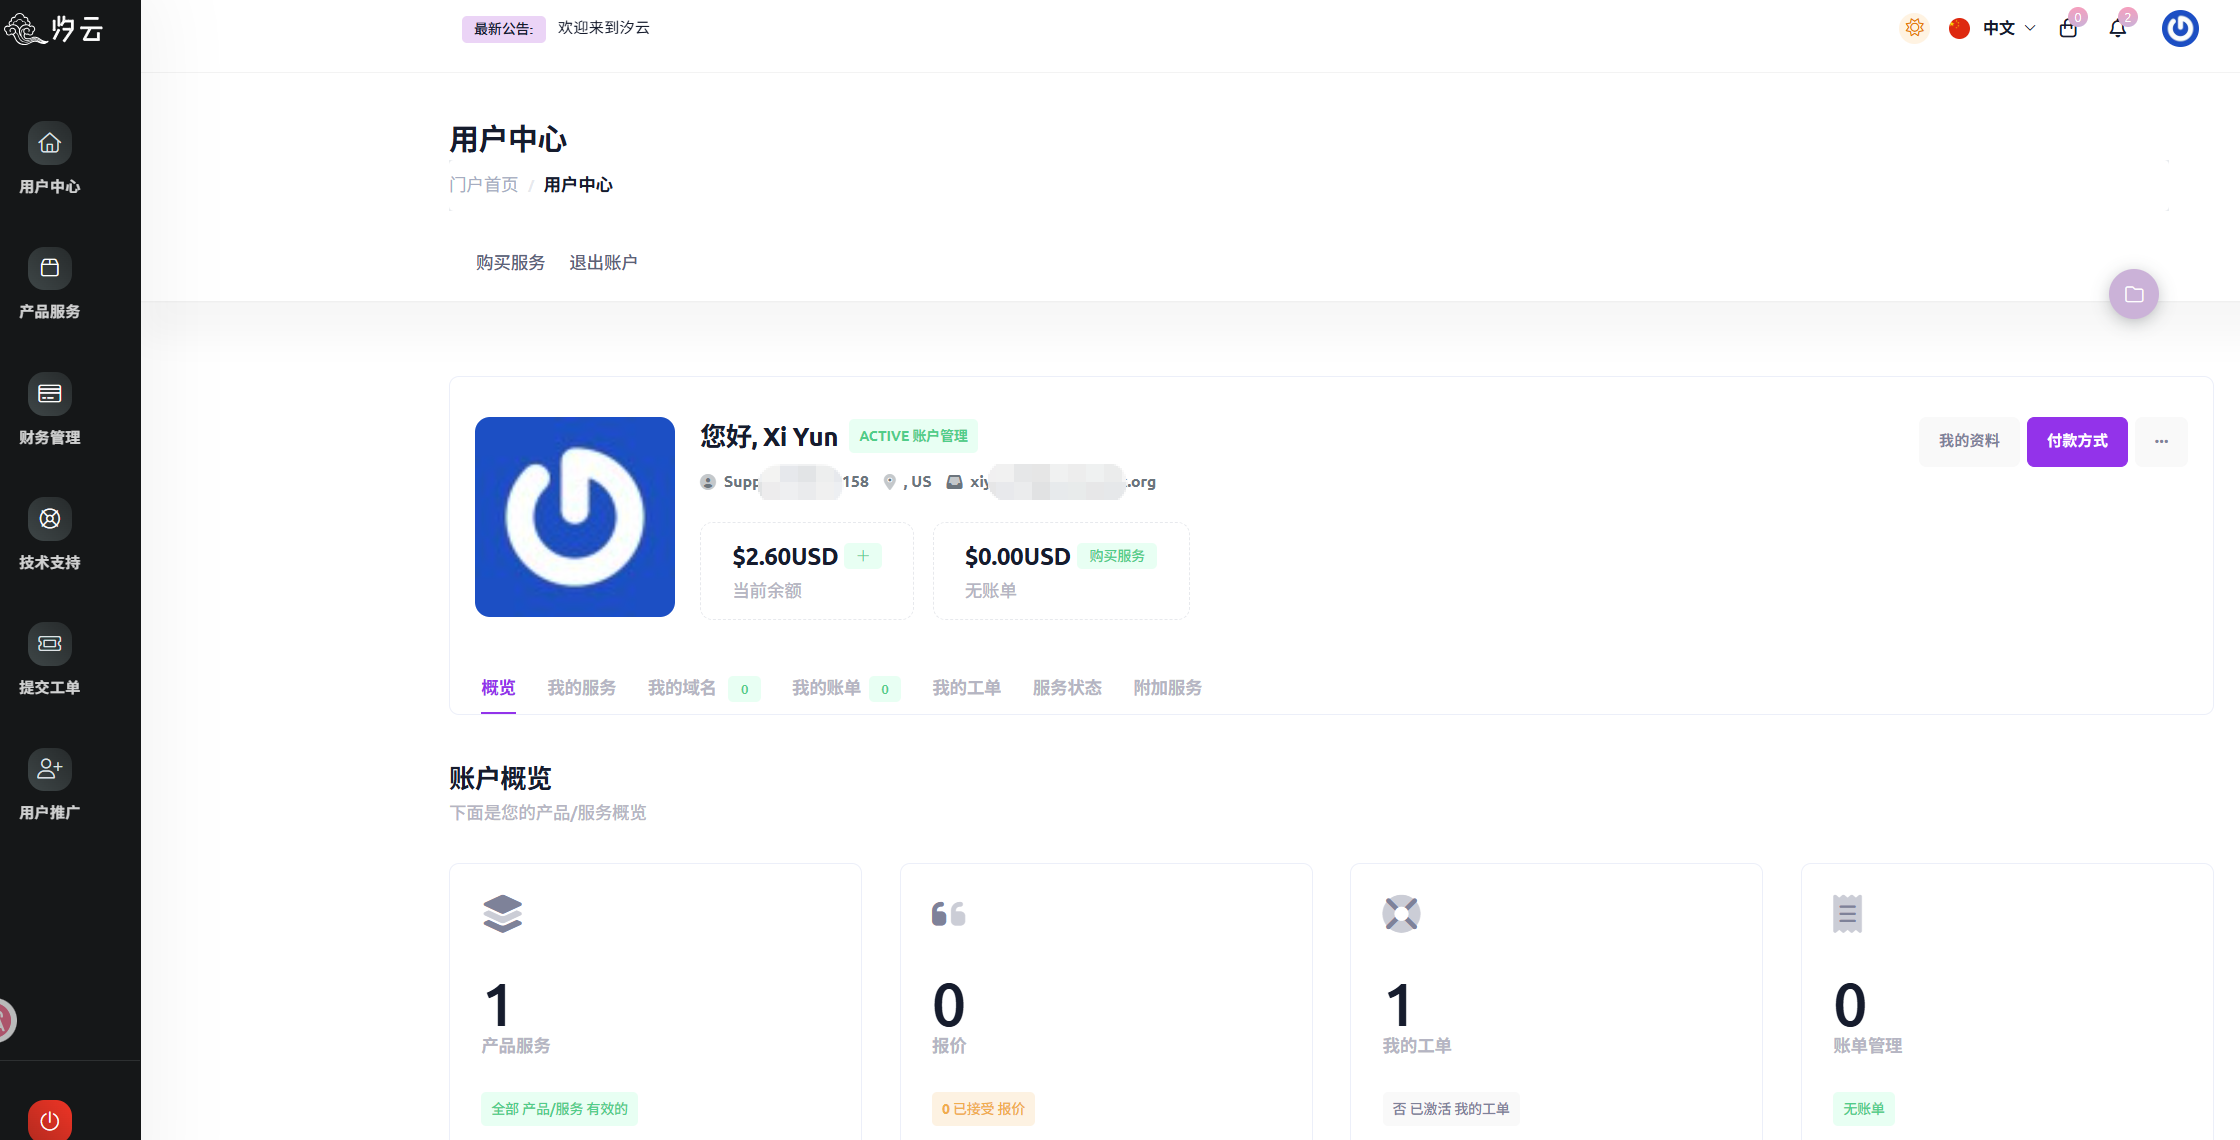 汐云
最新公告:
欢迎来到汐云
中文
0
2
用户中心
产品服务
财务管理
技术支持
提交工单
用户推广
用户中心
门户首页 / 用户中心
购买服务 退出账户
您好, Xi Yun ACTIVE 账户管理
158 , US .org
我的资料 付款方式
$2.60USD +
当前余额
$0.00USD 购买服务
无账单
概览 我的服务 我的域名 0 我的账单 0 我的工单 服务状态 附加服务
账户概览
下面是您的产品/服务概览
1
产品服务
全部 产品/服务 有效的
0
报价
0 已接受 报价
1
我的工单
否 已激活 我的工单
0
账单管理
无账单